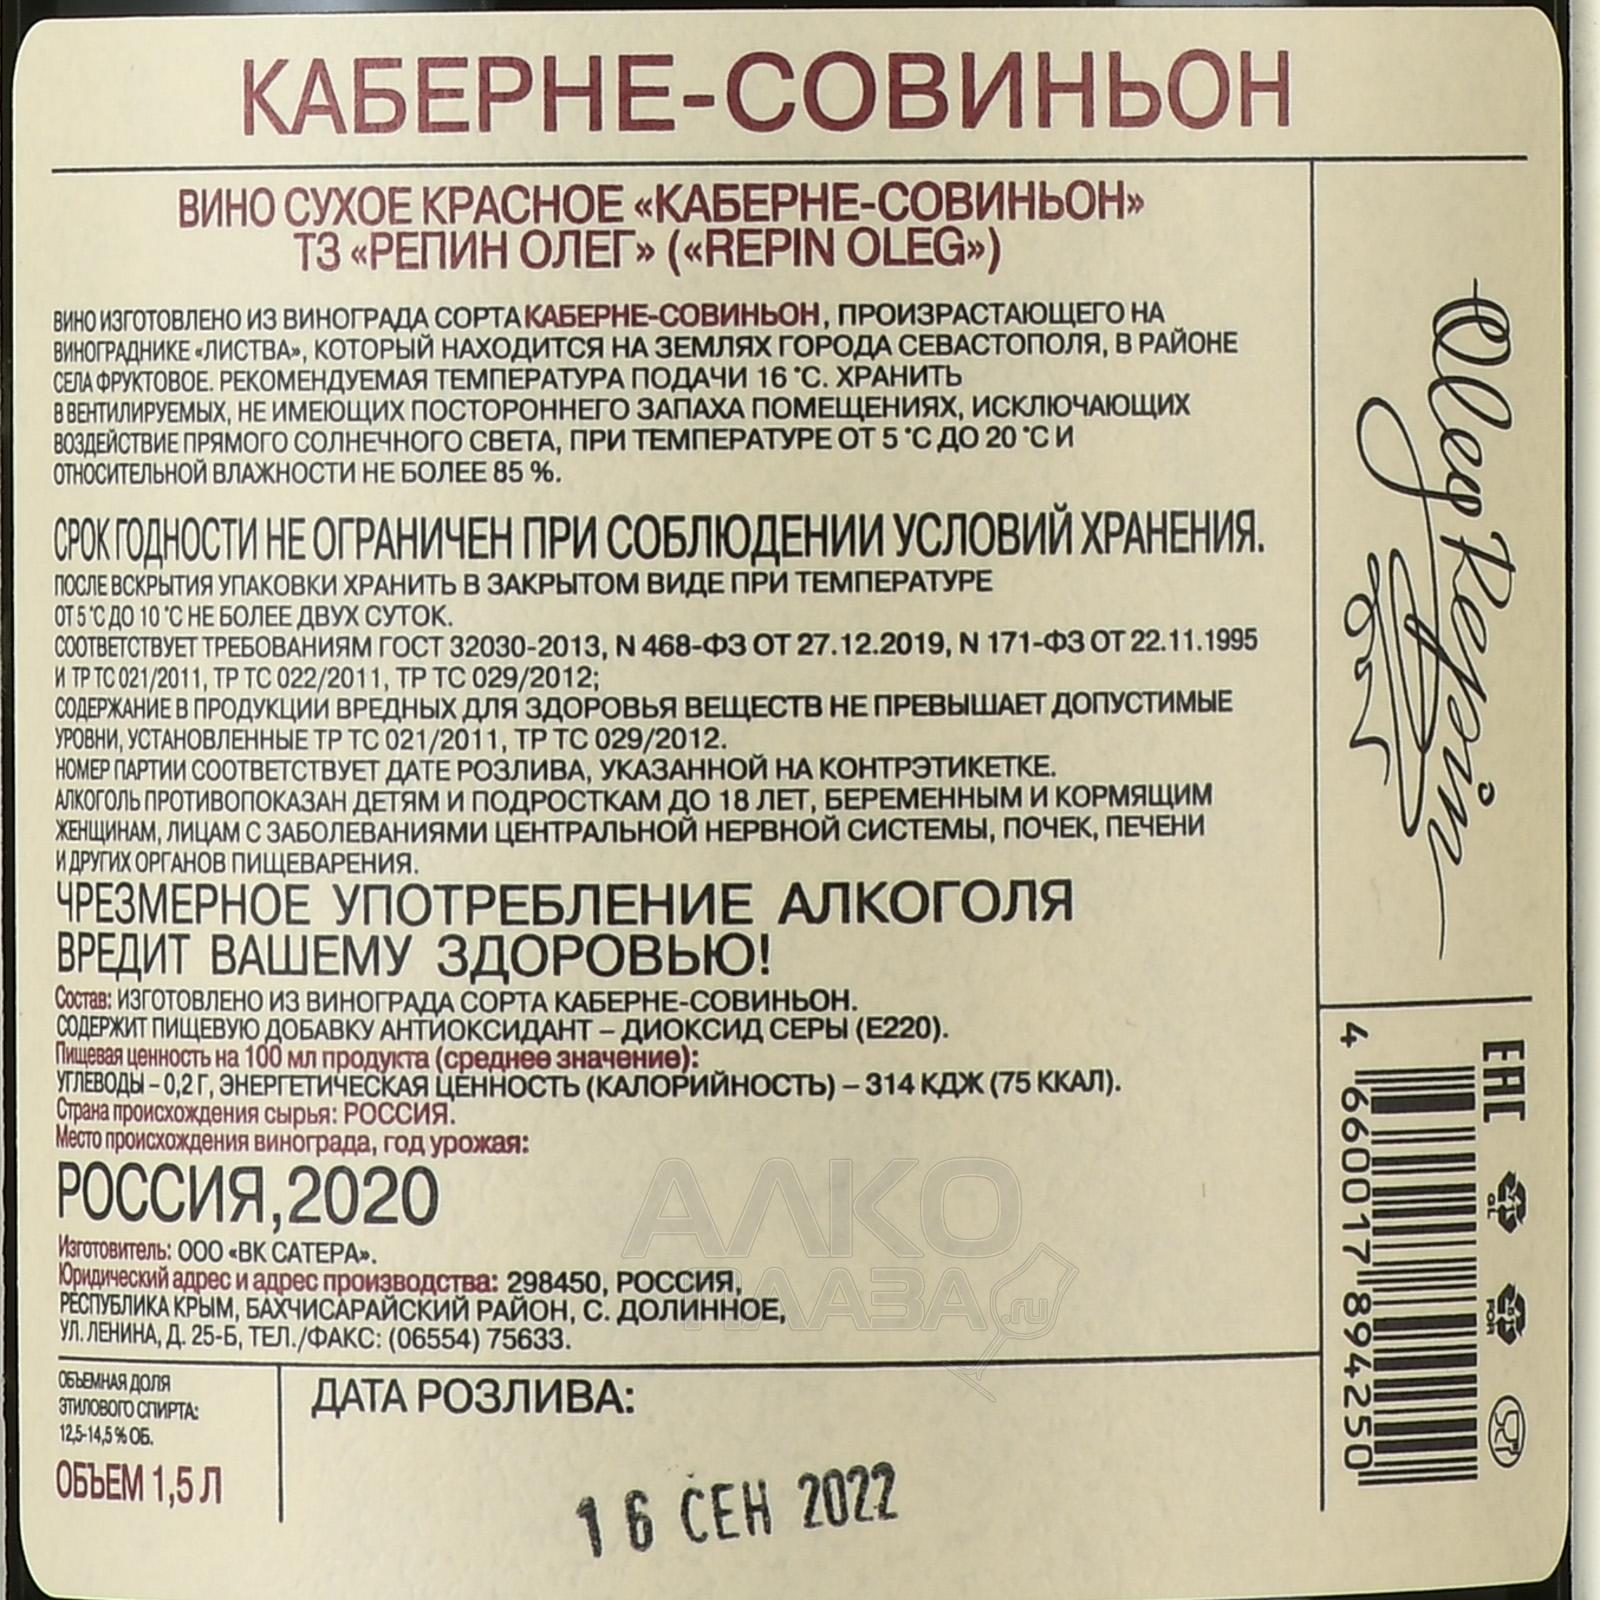 КАБЕРНЕ-СОВИНЬОН
ВИНО СУХОЕ КРАСНОЕ «КАБЕРНЕ-СОВИНЬОН»
ТЗ «РЕПИН ОЛЕГ» («REPIN OLEG»)
ВИНО ИЗГОТОВЛЕНО ИЗ ВИНОГРАДА СОРТА КАБЕРНЕ-СОВИНЬОН, ПРОИЗРАСТАЮЩЕГО НА
ВИНОГРАДНИКЕ «ЛИСТВА», КОТОРЫЙ НАХОДИТСЯ НА ЗЕМЛЯХ ГОРОДА СЕВАСТОПОЛЯ, В РАЙОНЕ
СЕЛА ФРУКТОВОЕ. РЕКОМЕНДУЕМАЯ ТЕМПЕРАТУРА ПОДАЧИ 16 °С. ХРАНИТЬ
В ВЕНТИЛИРУЕМЫХ, НЕ ИМЕЮЩИХ ПОСТОРОННЕГО ЗАПАХА ПОМЕЩЕНИЯХ, ИСКЛЮЧАЮЩИХ
ВОЗДЕЙСТВИЕ ПРЯМОГО СОЛНЕЧНОГО СВЕТА, ПРИ ТЕМПЕРАТУРЕ ОТ 5 °С ДО 20 °С И
ОТНОСИТЕЛЬНОЙ ВЛАЖНОСТИ НЕ БОЛЕЕ 85 %.
СРОК ГОДНОСТИ НЕ ОГРАНИЧЕН ПРИ СОБЛЮДЕНИИ УСЛОВИЙ ХРАНЕНИЯ.
ПОСЛЕ ВСКРЫТИЯ УПАКОВКИ ХРАНИТЬ В ЗАКРЫТОМ ВИДЕ ПРИ ТЕМПЕРАТУРЕ
ОТ 5 °С ДО 10 °С НЕ БОЛЕЕ ДВУХ СУТОК.
СООТВЕТСТВУЕТ ТРЕБОВАНИЯМ ГОСТ 32030-2013, N 468-ФЗ ОТ 27.12.2019, N 171-ФЗ ОТ 22.11.1995
И ТР ТС 021/2011, ТР ТС 022/2011, ТР ТС 029/2012;
СОДЕРЖАНИЕ В ПРОДУКЦИИ ВРЕДНЫХ ДЛЯ ЗДОРОВЬЯ ВЕЩЕСТВ НЕ ПРЕВЫШАЕТ ДОПУСТИМЫЕ
УРОВНИ, УСТАНОВЛЕННЫЕ ТР ТС 021/2011, ТР ТС 029/2012.
НОМЕР ПАРТИИ СООТВЕТСТВУЕТ ДАТЕ РОЗЛИВА, УКАЗАННОЙ НА КОНТРЭТИКЕТКЕ.
АЛКОГОЛЬ ПРОТИВОПОКАЗАН ДЕТЯМ И ПОДРОСТКАМ ДО 18 ЛЕТ, БЕРЕМЕННЫМ И КОРМЯЩИМ
ЖЕНЩИНАМ, ЛИЦАМ С ЗАБОЛЕВАНИЯМИ ЦЕНТРАЛЬНОЙ НЕРВНОЙ СИСТЕМЫ, ПОЧЕК, ПЕЧЕНИ
И ДРУГИХ ОРГАНОВ ПИЩЕВАРЕНИЯ.
ЧРЕЗМЕРНОЕ УПОТРЕБЛЕНИЕ АЛКОГОЛЯ
ВРЕДИТ ВАШЕМУ ЗДОРОВЬЮ!
Состав: ИЗГОТОВЛЕНО ИЗ ВИНОГРАДА СОРТА КАБЕРНЕ-СОВИНЬОН.
СОДЕРЖИТ ПИЩЕВУЮ ДОБАВКУ АНТИОКСИДАНТ – ДИОКСИД СЕРЫ (Е220).
Пищевая ценность на 100 мл продукта (среднее значение):
УГЛЕВОДЫ – 0,2 Г, ЭНЕРГЕТИЧЕСКАЯ ЦЕННОСТЬ (КАЛОРИЙНОСТЬ) – 314 КДЖ (75 ККАЛ).
Страна происхождения сырья: РОССИЯ.
Место происхождения винограда, год урожая:
РОССИЯ,2020
Изготовитель: ООО «ВК САТЕРА».
Юридический адрес и адрес производства: 298450, РОССИЯ,
РЕСПУБЛИКА КРЫМ, БАХЧИСАРАЙСКИЙ РАЙОН, С. ДОЛИННОЕ,
УЛ. ЛЕНИНА, Д. 25-Б, ТЕЛ./ФАКС: (06554) 75633.
ОБЪЕМНАЯ ДОЛЯ
ЭТИЛОВОГО СПИРТА:
12,5-14,5 % ОБ.
ОБЪЕМ 1,5 Л
ДАТА РОЗЛИВА:
16 СЕН 2022
Oleg Repin
EAC
4 660017 894250
GL
FOR
АЛКО
ПЛАЗА
.ru